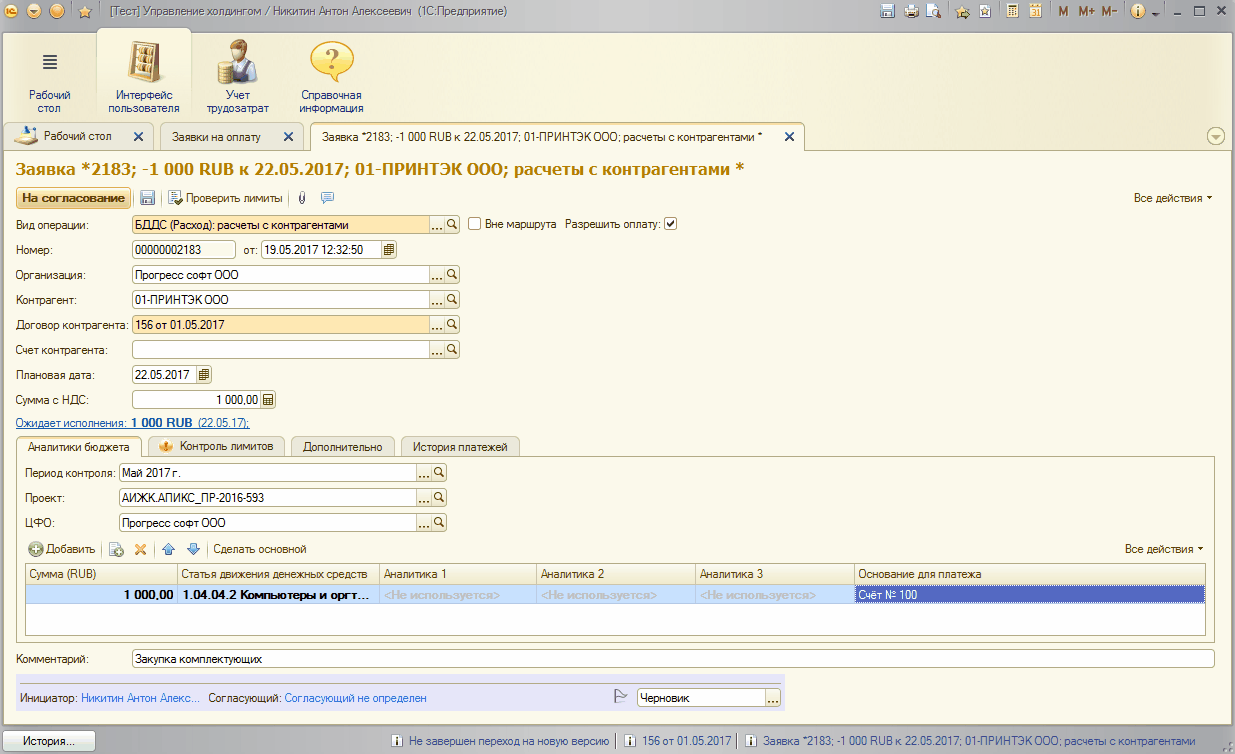 [Тест] Управление холдингом / Никитин Антон Алексеевич (1С:Предприятие)
M M+ M-
Рабочий стол
Интерфейс пользователя
Учет трудозатрат
Справочная информация
Рабочий стол
Заявки на оплату
Заявка *2183; -1 000 RUB к 22.05.2017; 01-ПРИНТЭК ООО; расчеты с контрагентами *
Заявка *2183; -1 000 RUB к 22.05.2017; 01-ПРИНТЭК ООО; расчеты с контрагентами *
На согласование Проверить лимиты Все действия
Вид операции: БДДС (Расход): расчеты с контрагентами ... Вне маршрута Разрешить оплату:
Номер: 00000002183 от: 19.05.2017 12:32:50
Организация: Прогресс софт ООО ...
Контрагент: 01-ПРИНТЭК ООО ...
Договор контрагента: 156 от 01.05.2017 ...
Счет контрагента: ...
Плановая дата: 22.05.2017
Сумма с НДС: 1 000,00
Ожидает исполнения: 1 000 RUB (22.05.17);
Аналитики бюджета Контроль лимитов Дополнительно История платежей
Период контроля: Май 2017 г. ...
Проект: АИЖК.АПИКС_ПР-2016-593 ...
ЦФО: Прогресс софт ООО ...
Добавить Сделать основной Все действия
Сумма (RUB) Статья движения денежных средств Аналитика 1 Аналитика 2 Аналитика 3 Основание для платежа
1 000,00 1.04.04.2 Компьютеры и оргт... <Не используется> <Не используется> <Не используется> Счёт № 100
Комментарий: Закупка комплектующих
Инициатор: Никитин Антон Алекс... Согласующий: Согласующий не определен Черновик ...
История... Не завершен переход на новую версию 156 от 01.05.2017 Заявка *2183; -1 000 RUB к 22.05.2017; 01-ПРИНТЭК ООО; расчеты с контрагентами